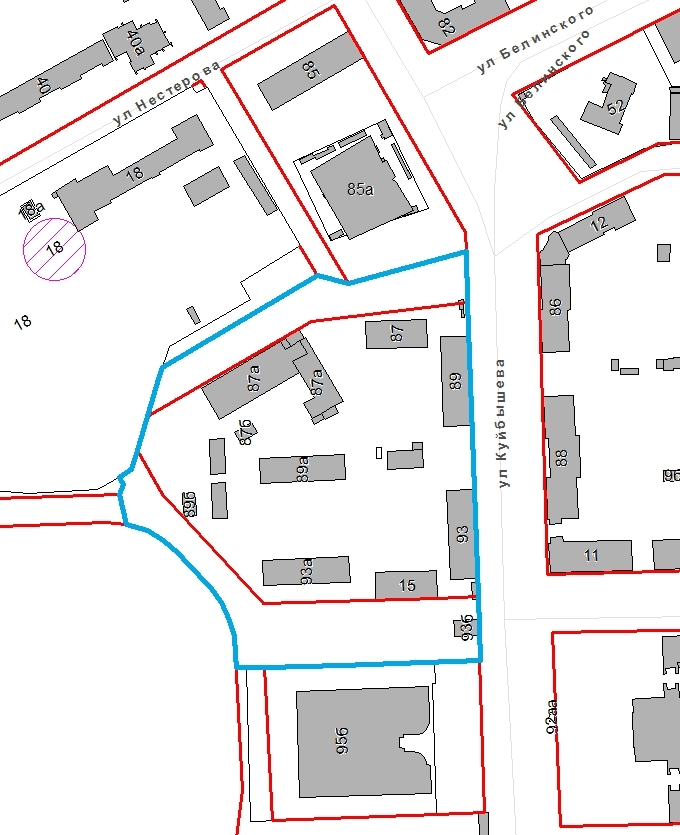 82
40а
40
85
ул Белинского
ул Белинского
ул Нестерова
52
18
85а
18а
18
12
18
86
87
87а
87а
89
ул Куйбышева
87б
88
89а
89б
93
11
93а
15
93б
92аа
95б